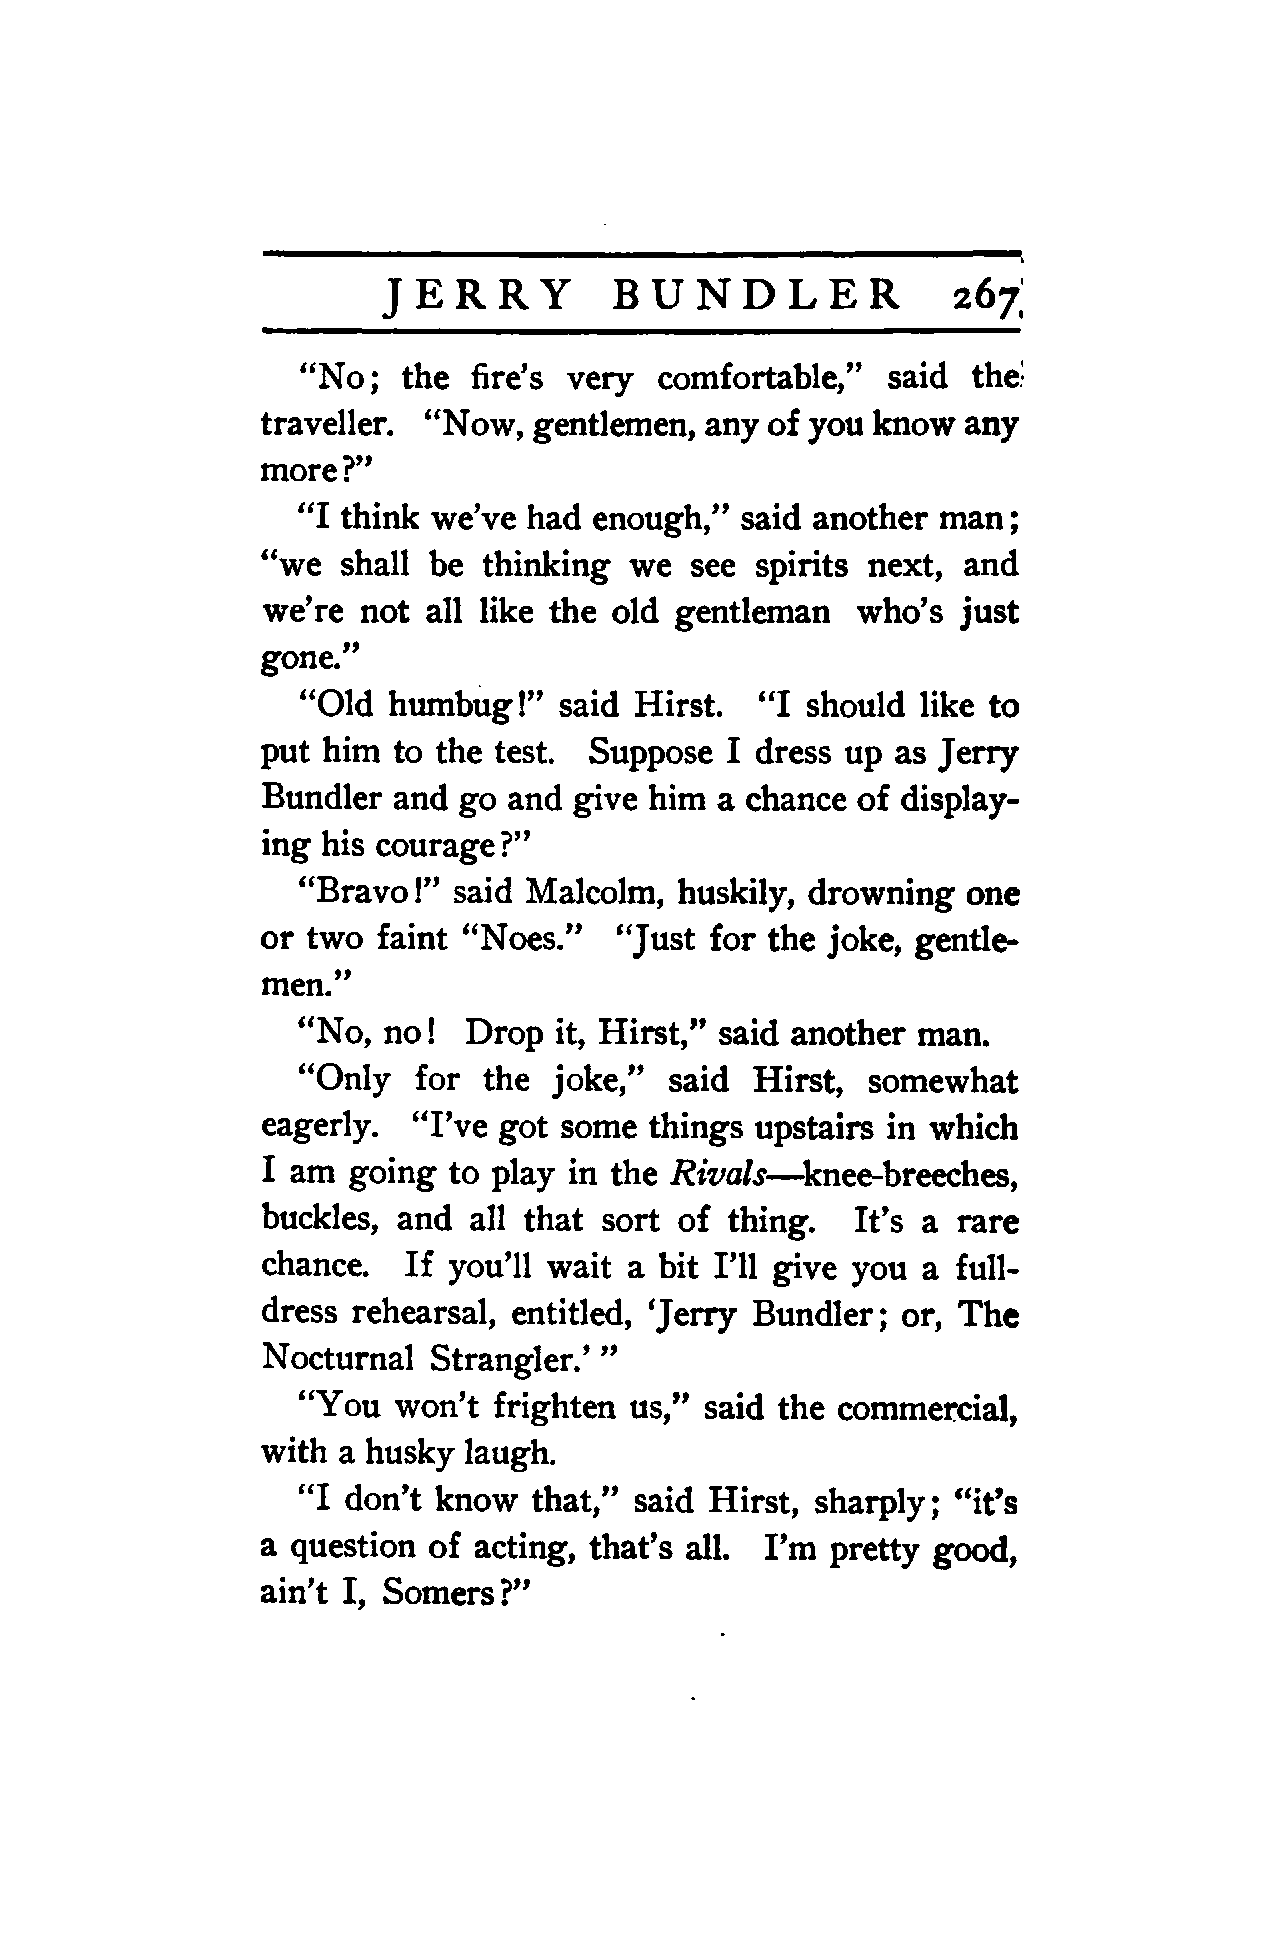 JERRY BUNDLER 267
"No; the fire's very comfortable," said the
traveller. "Now, gentlemen, any of you know any
more?"
"I think we've had enough," said another man;
"we shall be thinking we see spirits next, and
we're not all like the old gentleman who's just
gone."
"Old humbug!" said Hirst. "I should like to
put him to the test. Suppose I dress up as Jerry
Bundler and go and give him a chance of display-
ing his courage?"
"Bravo!" said Malcolm, huskily, drowning one
or two faint "Noes." "Just for the joke, gentle-
men."
"No, no! Drop it, Hirst," said another man.
"Only for the joke," said Hirst, somewhat
eagerly. "I've got some things upstairs in which
I am going to play in the Rivals—knee-breeches,
buckles, and all that sort of thing. It's a rare
chance. If you'll wait a bit I'll give you a full-
dress rehearsal, entitled, 'Jerry Bundler; or, The
Nocturnal Strangler.' "
"You won't frighten us," said the commercial,
with a husky laugh.
"I don't know that," said Hirst, sharply; "it's
a question of acting, that's all. I'm pretty good,
ain't I, Somers?"